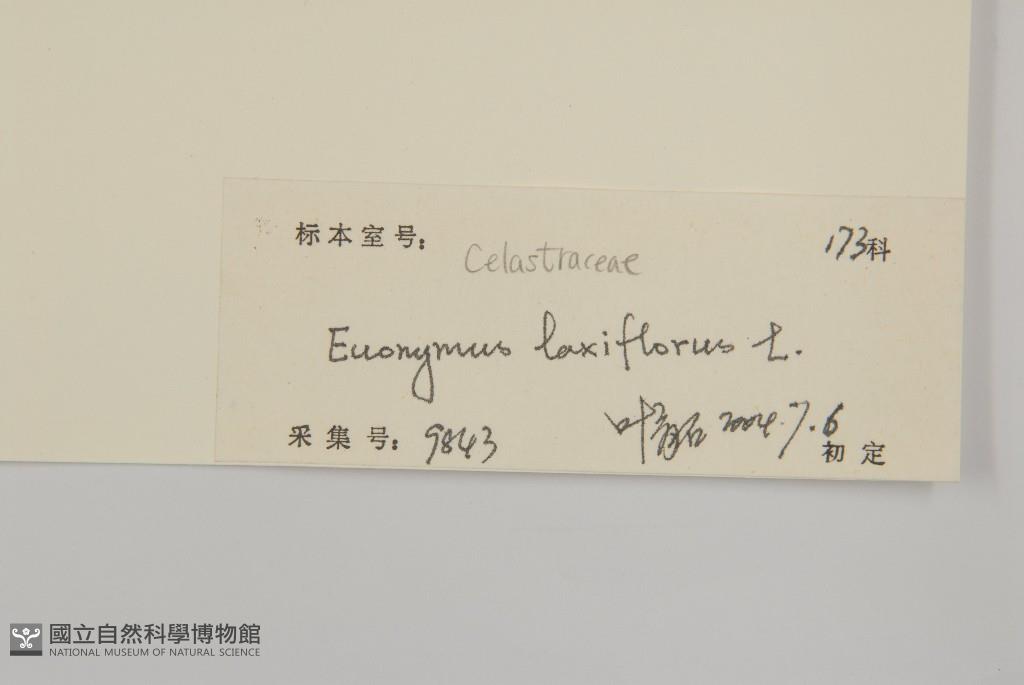 标本室号： 173科
Celastraceae
Euonymus laxiflorus L.
采集号： 9843 叶 2004.7.6
初定
國立自然科學博物館
NATIONAL MUSEUM OF NATURAL SCIENCE